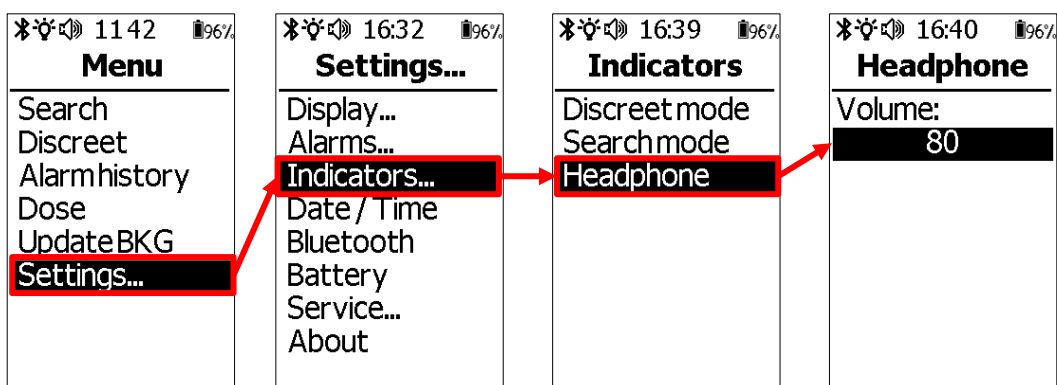 1142 96%
Menu
Search
Discreet
Alarm history
Dose
Update BKG
Settings...
16:32 96%
Settings...
Display...
Alarms...
Indicators...
Date / Time
Bluetooth
Battery
Service...
About
16:39 96%
Indicators
Discreet mode
Search mode
Headphone
16:40 96%
Headphone
Volume:
80